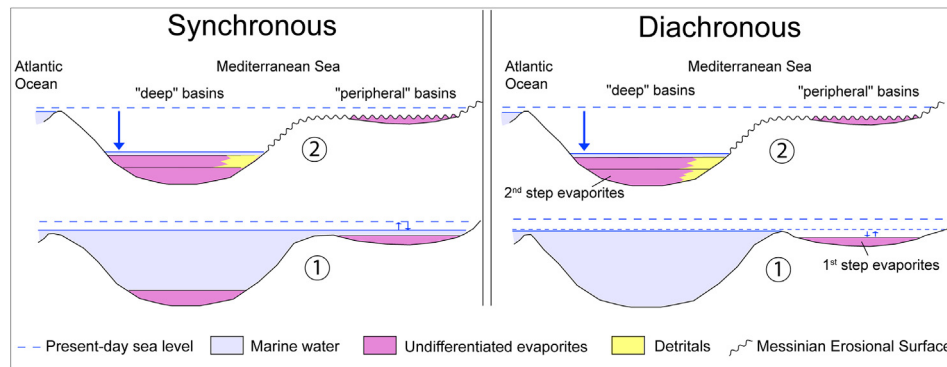 Synchronous
Atlantic
Ocean
Mediterranean Sea
"deep" basins
"peripheral" basins
2
1
Diachronous
Atlantic
Ocean
Mediterranean Sea
"deep" basins
"peripheral" basins
2
2nd step evaporites
1
1st step evaporites
Present-day sea level
Marine water
Undifferentiated evaporites
Detritals
Messinian Erosional Surface